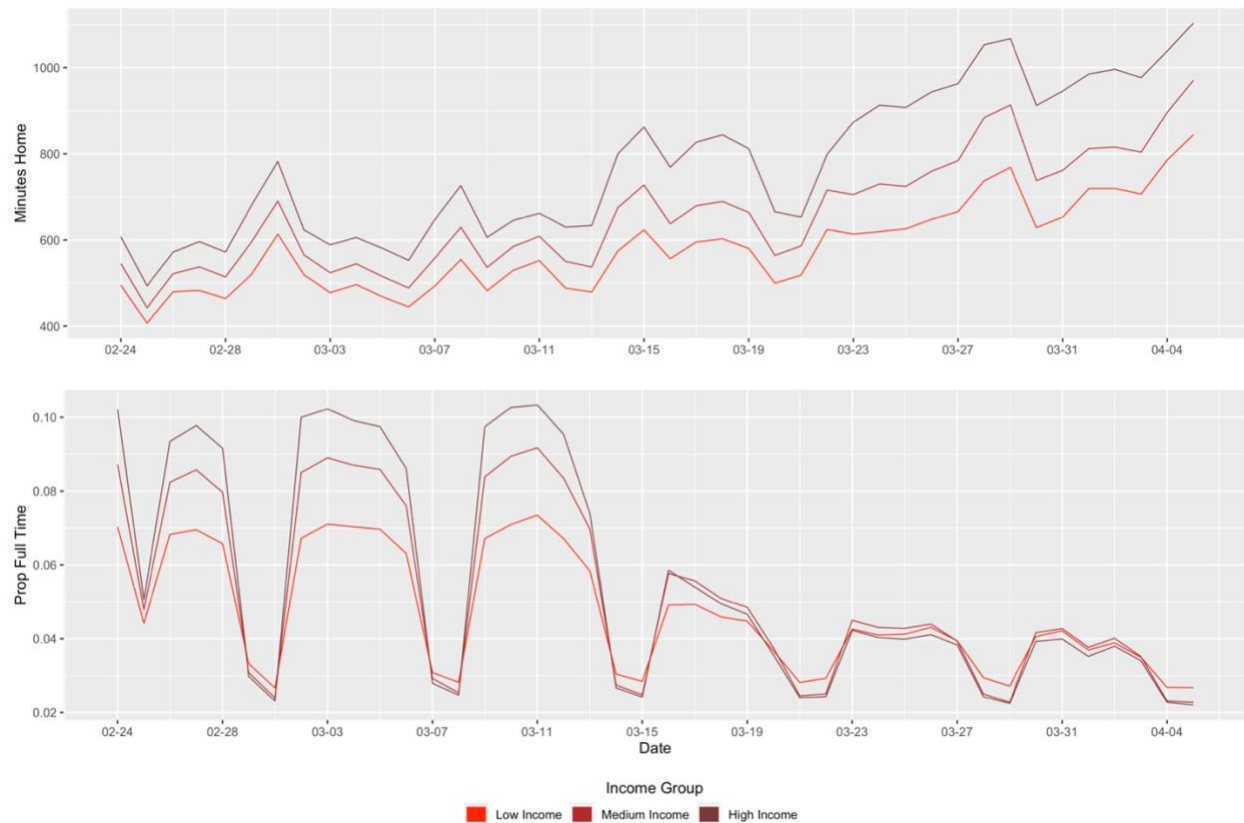 1000
800
600
400
Minutes Home
02-24 02-28 03-03 03-07 03-11 03-15 03-19 03-23 03-27 03-31 04-04
0.10
0.08
0.06
0.04
0.02
Prop Full Time
02-24 02-28 03-03 03-07 03-11 03-15 03-19 03-23 03-27 03-31 04-04
Date
Income Group
Low Income Medium Income High Income